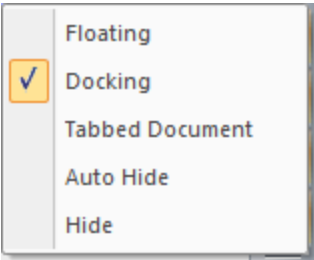 Floating
Docking
Tabbed Document
Auto Hide
Hide